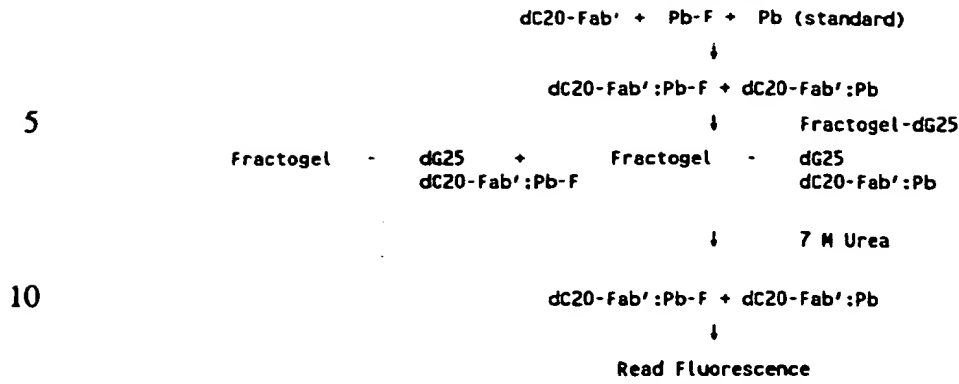 dC20-Fab' + Pb-F + Pb (standard)
↓
dC20-Fab':Pb-F + dC20-Fab':Pb
5 ↓ Fractogel-dG25
Fractogel - dG25 + Fractogel - dG25
dC20-Fab':Pb-F dC20-Fab':Pb
↓ 7 M Urea
10 dC20-Fab':Pb-F + dC20-Fab':Pb
↓
Read Fluorescence